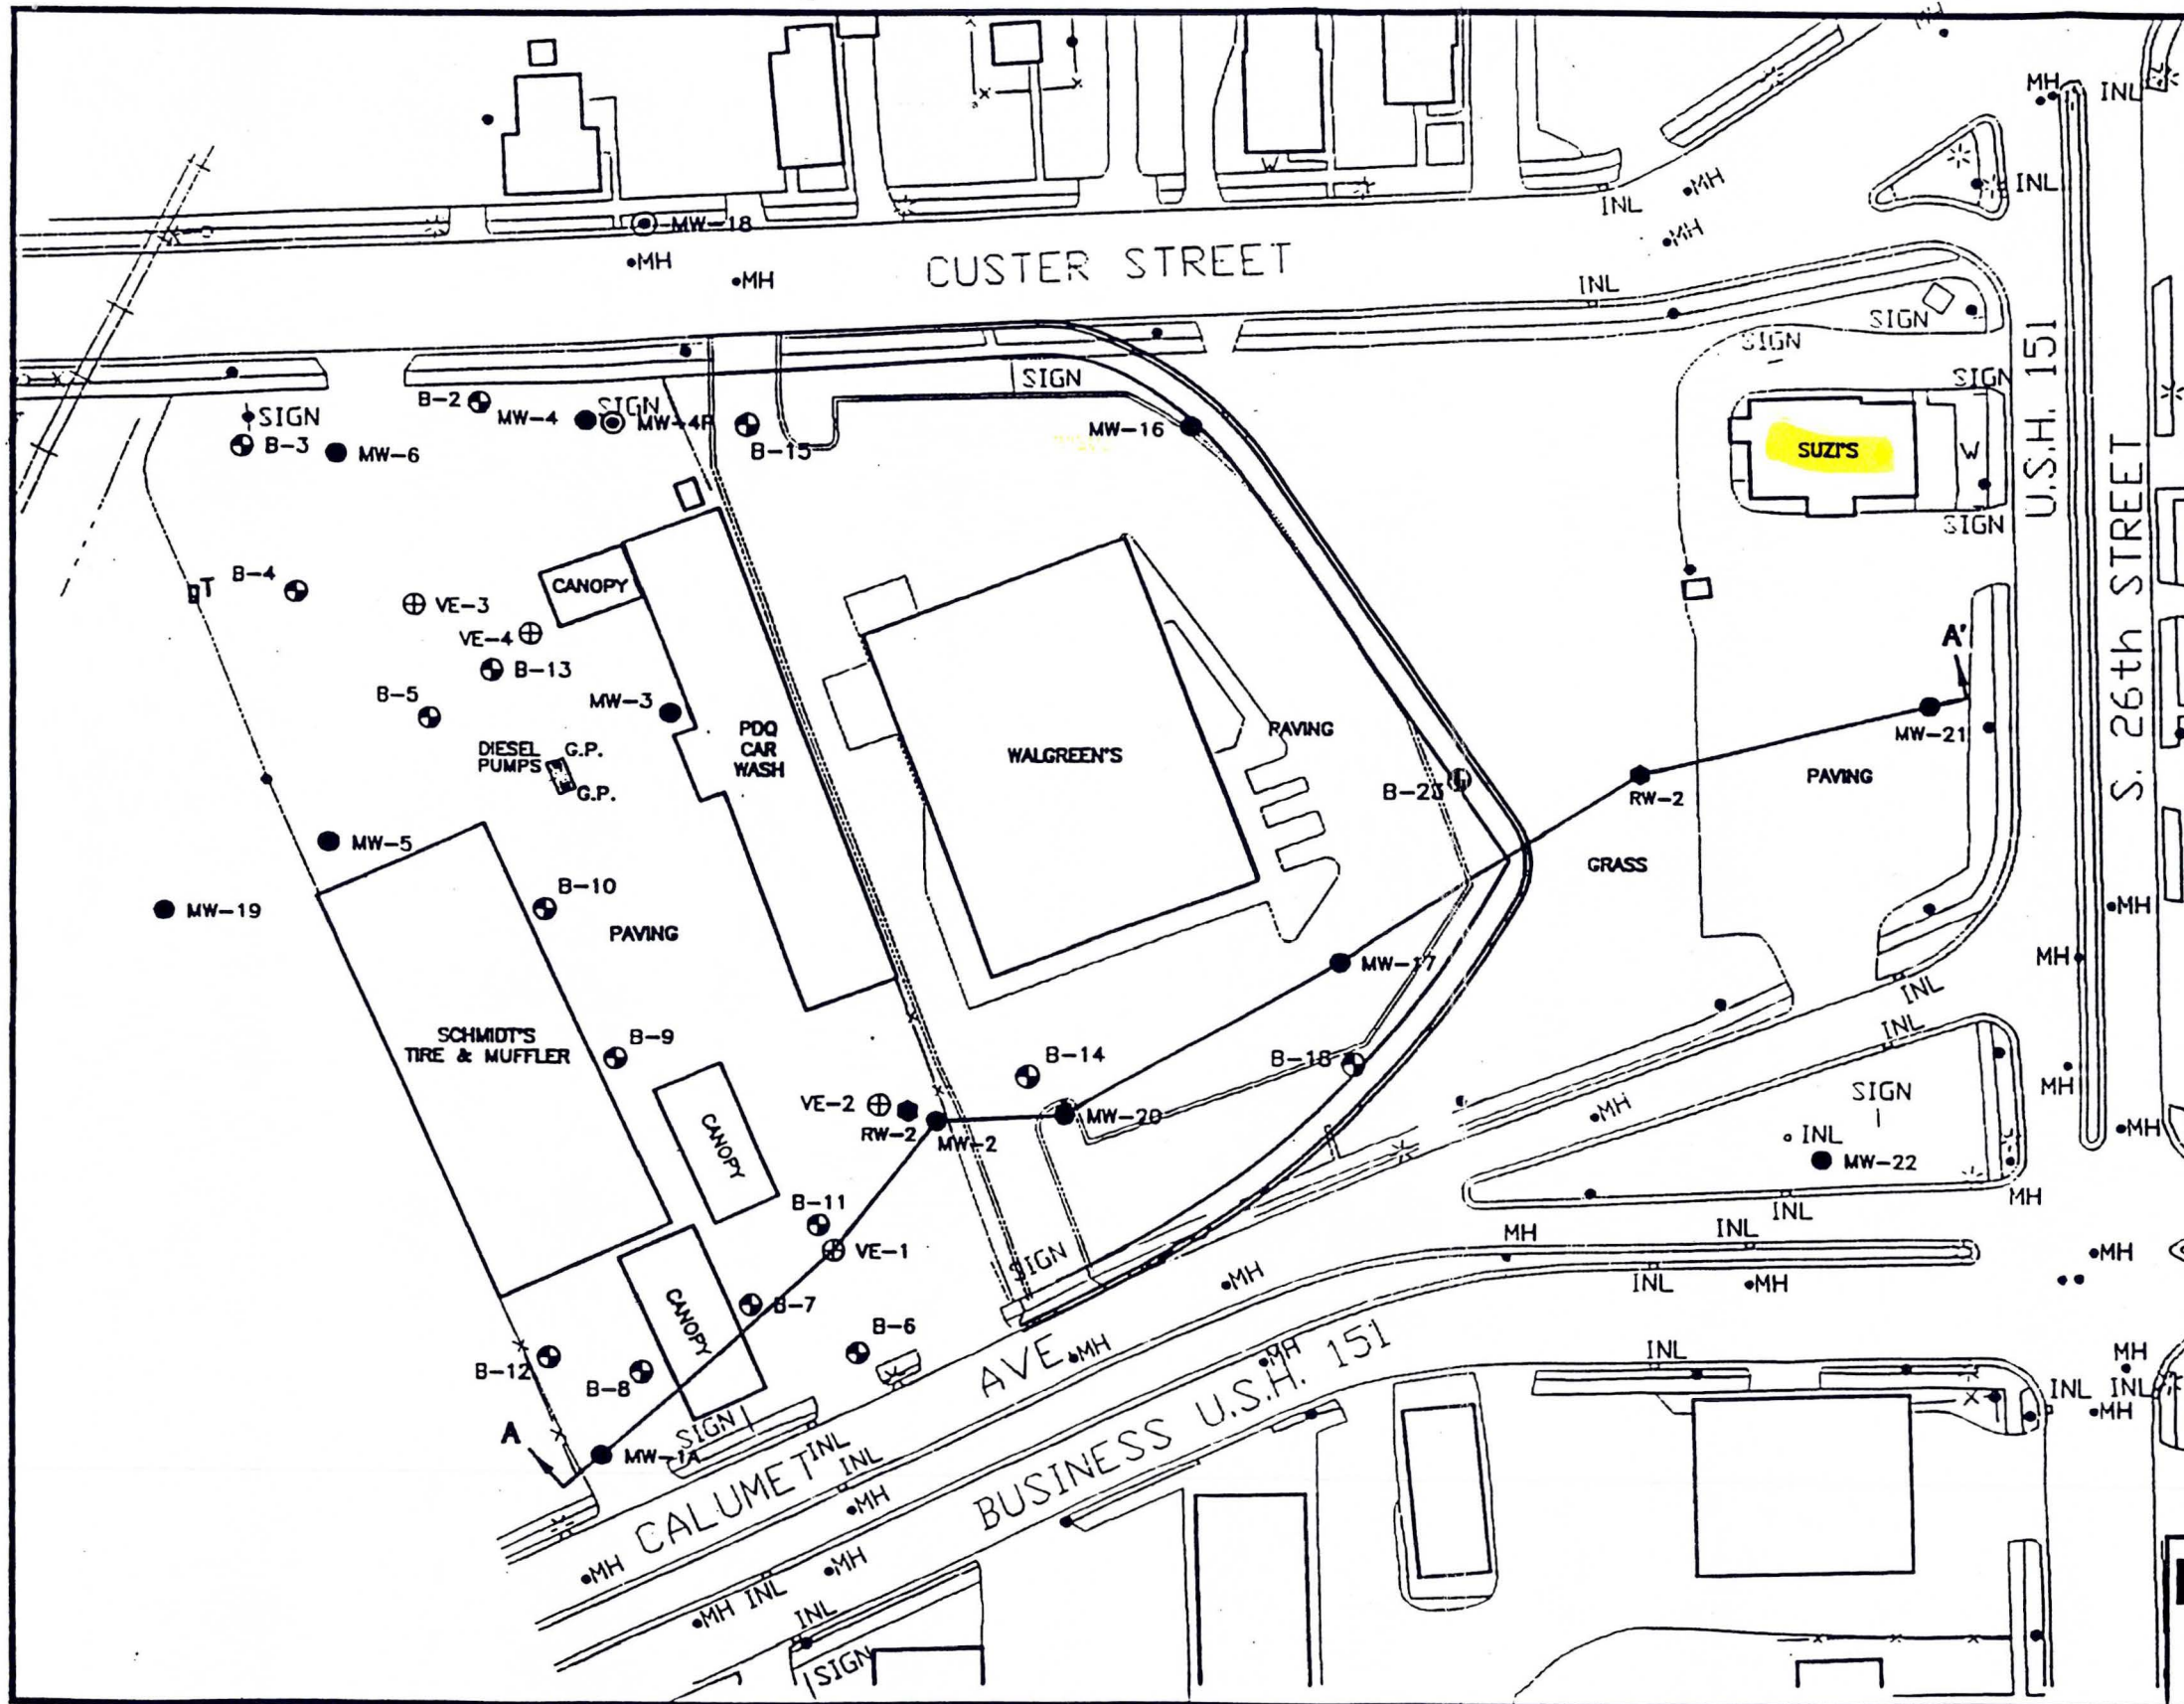 MH
MH
INL
INL
MH
W
INL
MW-18
MH
MH
MH
CUSTER STREET
INL
SIGN
SIGN
U.S.H. 151
SIGN
SIGN
B-2
MW-4
SIGN
MW-4P
SIGN
B-3
MW-6
B-15
MW-16
SUZI'S
W
SIGN
S. 26th STREET
T
B-4
VE-3
CANOPY
VE-4
B-13
B-5
MW-3
A'
MW-21
DIESEL
PUMPS
G.P.
G.P.
PDQ
CAR
WASH
WALGREEN'S
PAVING
B-23
RW-2
PAVING
MW-5
GRASS
B-10
MW-19
PAVING
MH
MW-17
MH
INL
SCHMIDT'S
TIRE & MUFFLER
B-9
B-14
B-18
INL
VE-2
RW-2
MW-2
MW-20
MH
SIGN
MH
MH
INL
MW-22
CANOPY
B-11
VE-1
MH
INL
INL
MH
SIGN
MH
INL
MH
MH
CANOPY
B-7
B-6
B-12
B-8
MH
MH
INL
MH
INL
INL
MH
A
MW-1A
SIGN
INL
INL
CALUMET AVE
BUSINESS U.S.H. 151
MH
MH
MH
MH
INL
INL
SIGN